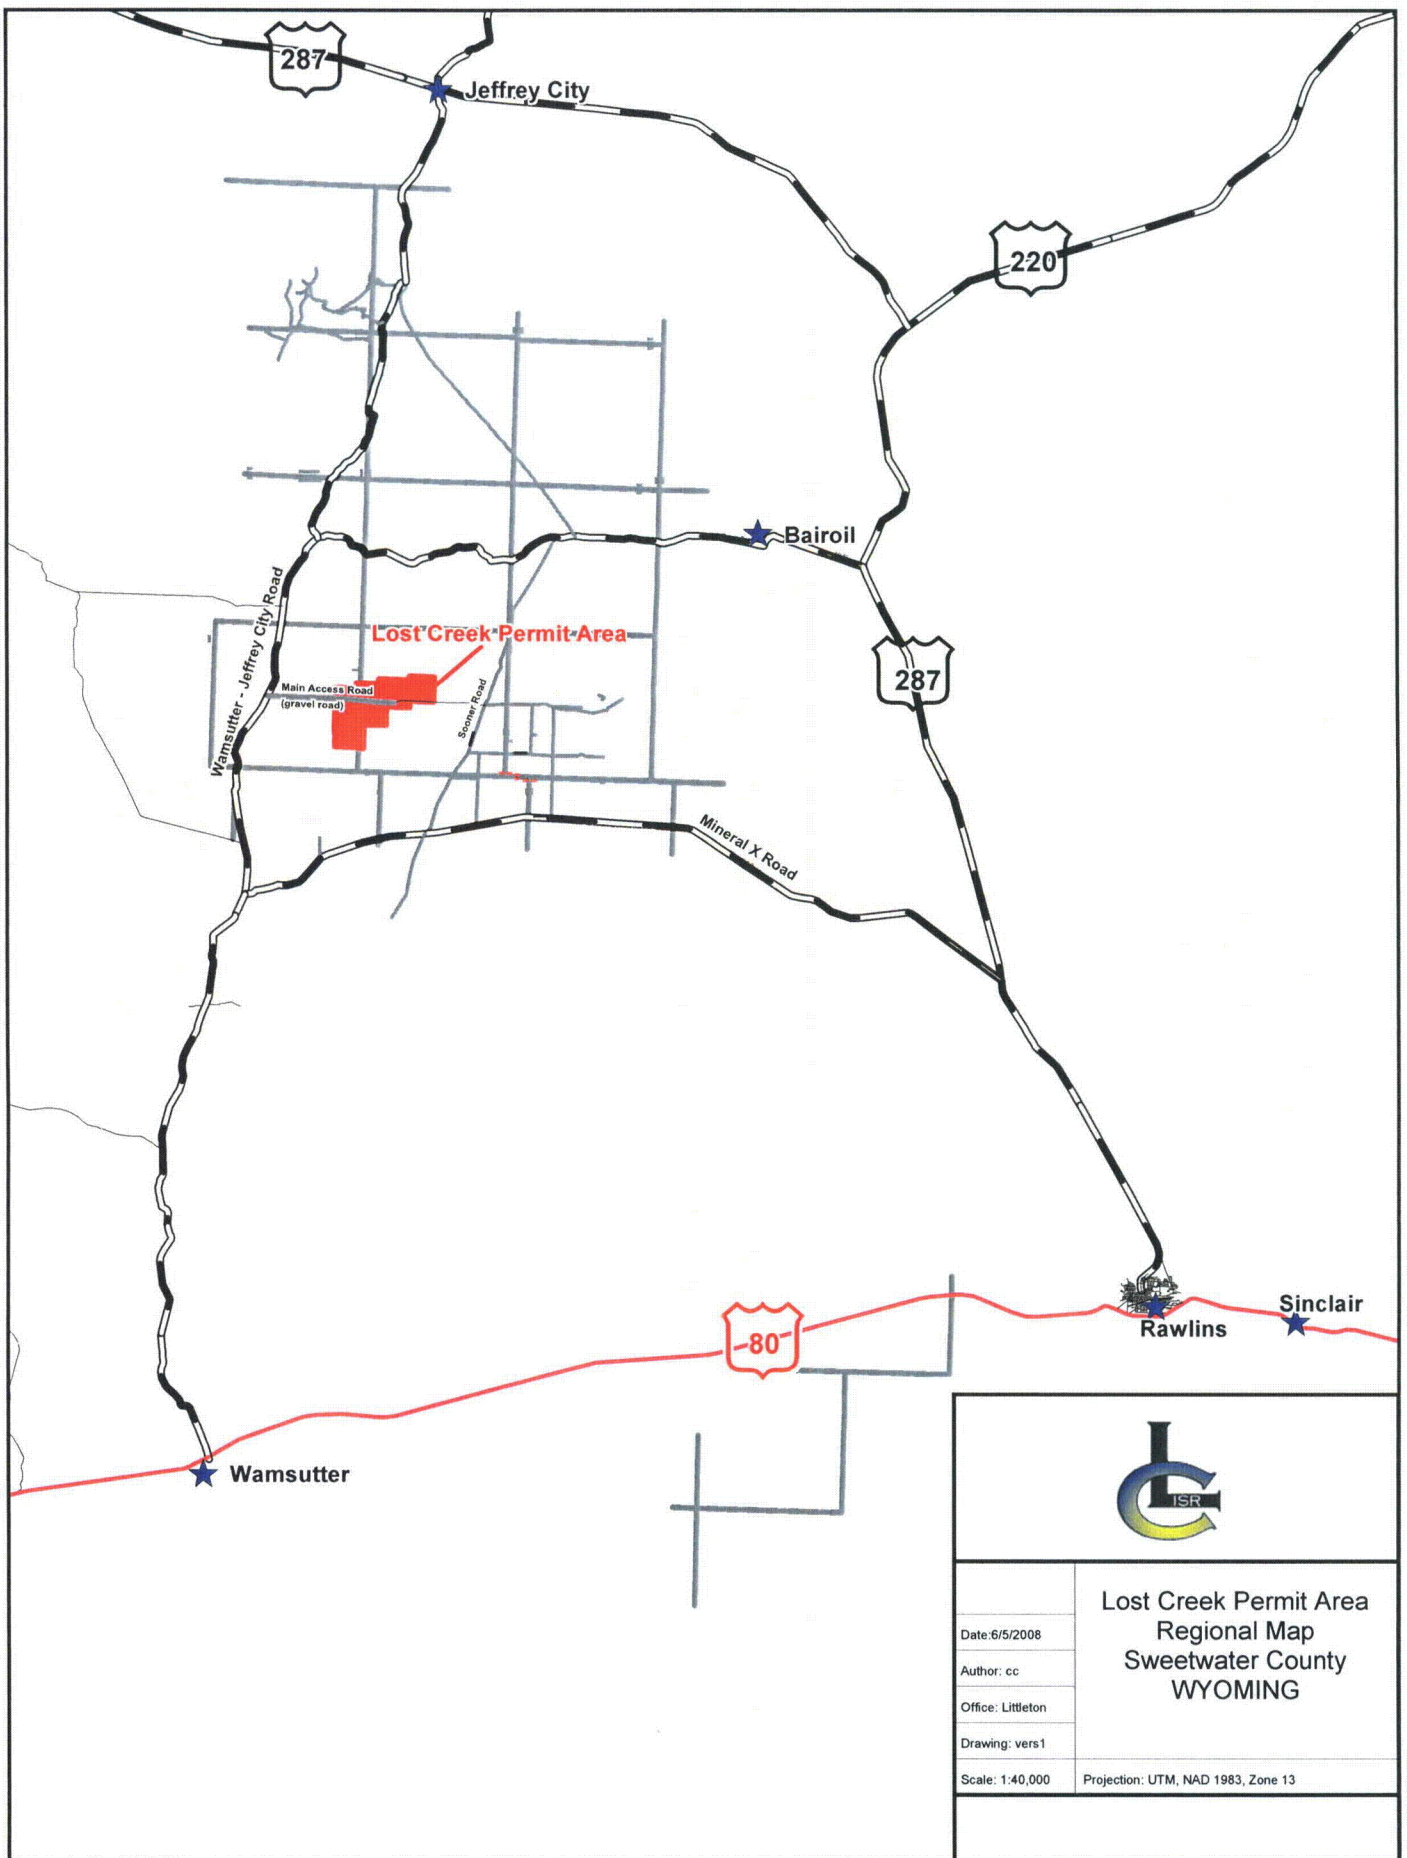 287
Jeffrey City
220
Bairoil
Wamsutter - Jeffrey City Road
Lost Creek Permit Area
287
Main Access Road
(gravel road)
Sooner Road
Mineral X Road
80
Rawlins
Sinclair
Wamsutter
LC
ISR
Lost Creek Permit Area
Regional Map
Sweetwater County
WYOMING
Date:6/5/2008
Author: cc
Office: Littleton
Drawing: vers1
Scale: 1:40,000
Projection: UTM, NAD 1983, Zone 13